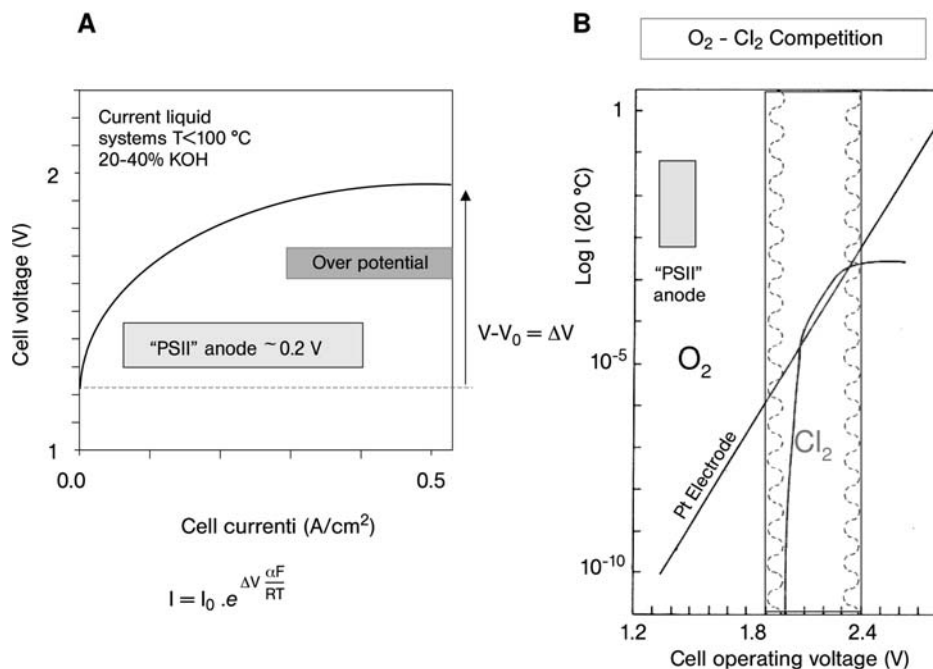 A
Current liquid
systems T<100 °C
20-40% KOH
2
Cell voltage (V)
Over potential
"PSII" anode ~ 0.2 V
V-V₀ = ΔV
1
0.0
0.5
Cell currenti (A/cm²)
I = I₀ .e^ΔV αF/RT
B
O₂ - Cl₂ Competition
1
Log I (20 °C)
"PSII"
anode
O₂
10⁻⁵
Cl₂
Pt Electrode
10⁻¹⁰
1.2
1.8
2.4
Cell operating voltage (V)